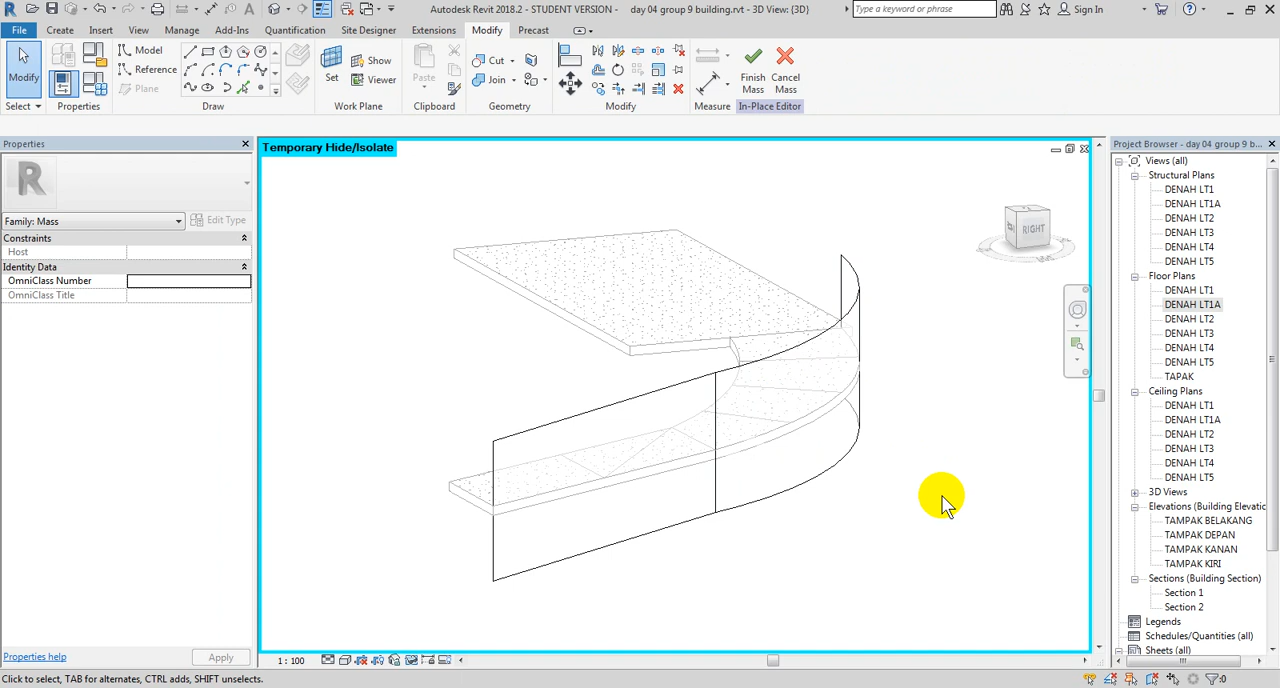 Autodesk Revit 2018.2 - STUDENT VERSION - day 04 group 9 building.rvt - 3D View: {3D}
Type a keyword or phrase
Sign In
File Create Insert View Manage Add-Ins Quantification Site Designer Extensions Modify Precast
Modify
Select
Properties
Model
Reference
Plane
Draw
Set
Show
Viewer
Work Plane
Paste
Clipboard
Cut
Join
Geometry
Modify
Measure
Finish Mass
Cancel Mass
In-Place Editor
Properties
Family: Mass
Edit Type
Constraints
Host
Identity Data
OmniClass Number
OmniClass Title
Properties help
Apply
Temporary Hide/Isolate
RIGHT
1 : 100
Project Browser - day 04 group 9 b...
Views (all)
Structural Plans
DENAH LT1
DENAH LT1A
DENAH LT2
DENAH LT3
DENAH LT4
DENAH LT5
Floor Plans
DENAH LT1
DENAH LT1A
DENAH LT2
DENAH LT3
DENAH LT4
DENAH LT5
TAPAK
Ceiling Plans
DENAH LT1
DENAH LT1A
DENAH LT2
DENAH LT3
DENAH LT4
DENAH LT5
3D Views
Elevations (Building Elevatic
TAMPAK BELAKANG
TAMPAK DEPAN
TAMPAK KANAN
TAMPAK KIRI
Sections (Building Section)
Section 1
Section 2
Legends
Schedules/Quantities (all)
Sheets (all)
Click to select, TAB for alternates, CTRL adds, SHIFT unselects.
:0